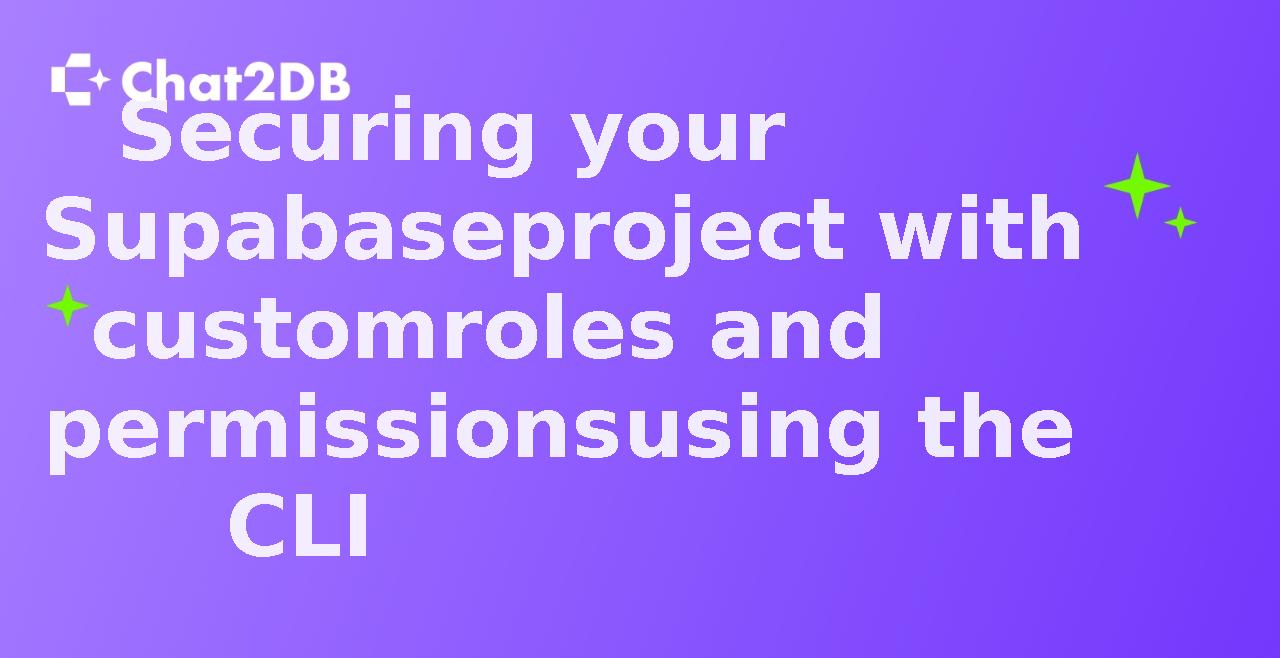 Chat2DB
Securing your
Supabaseproject with
customroles and
permissionsusing the
CLI